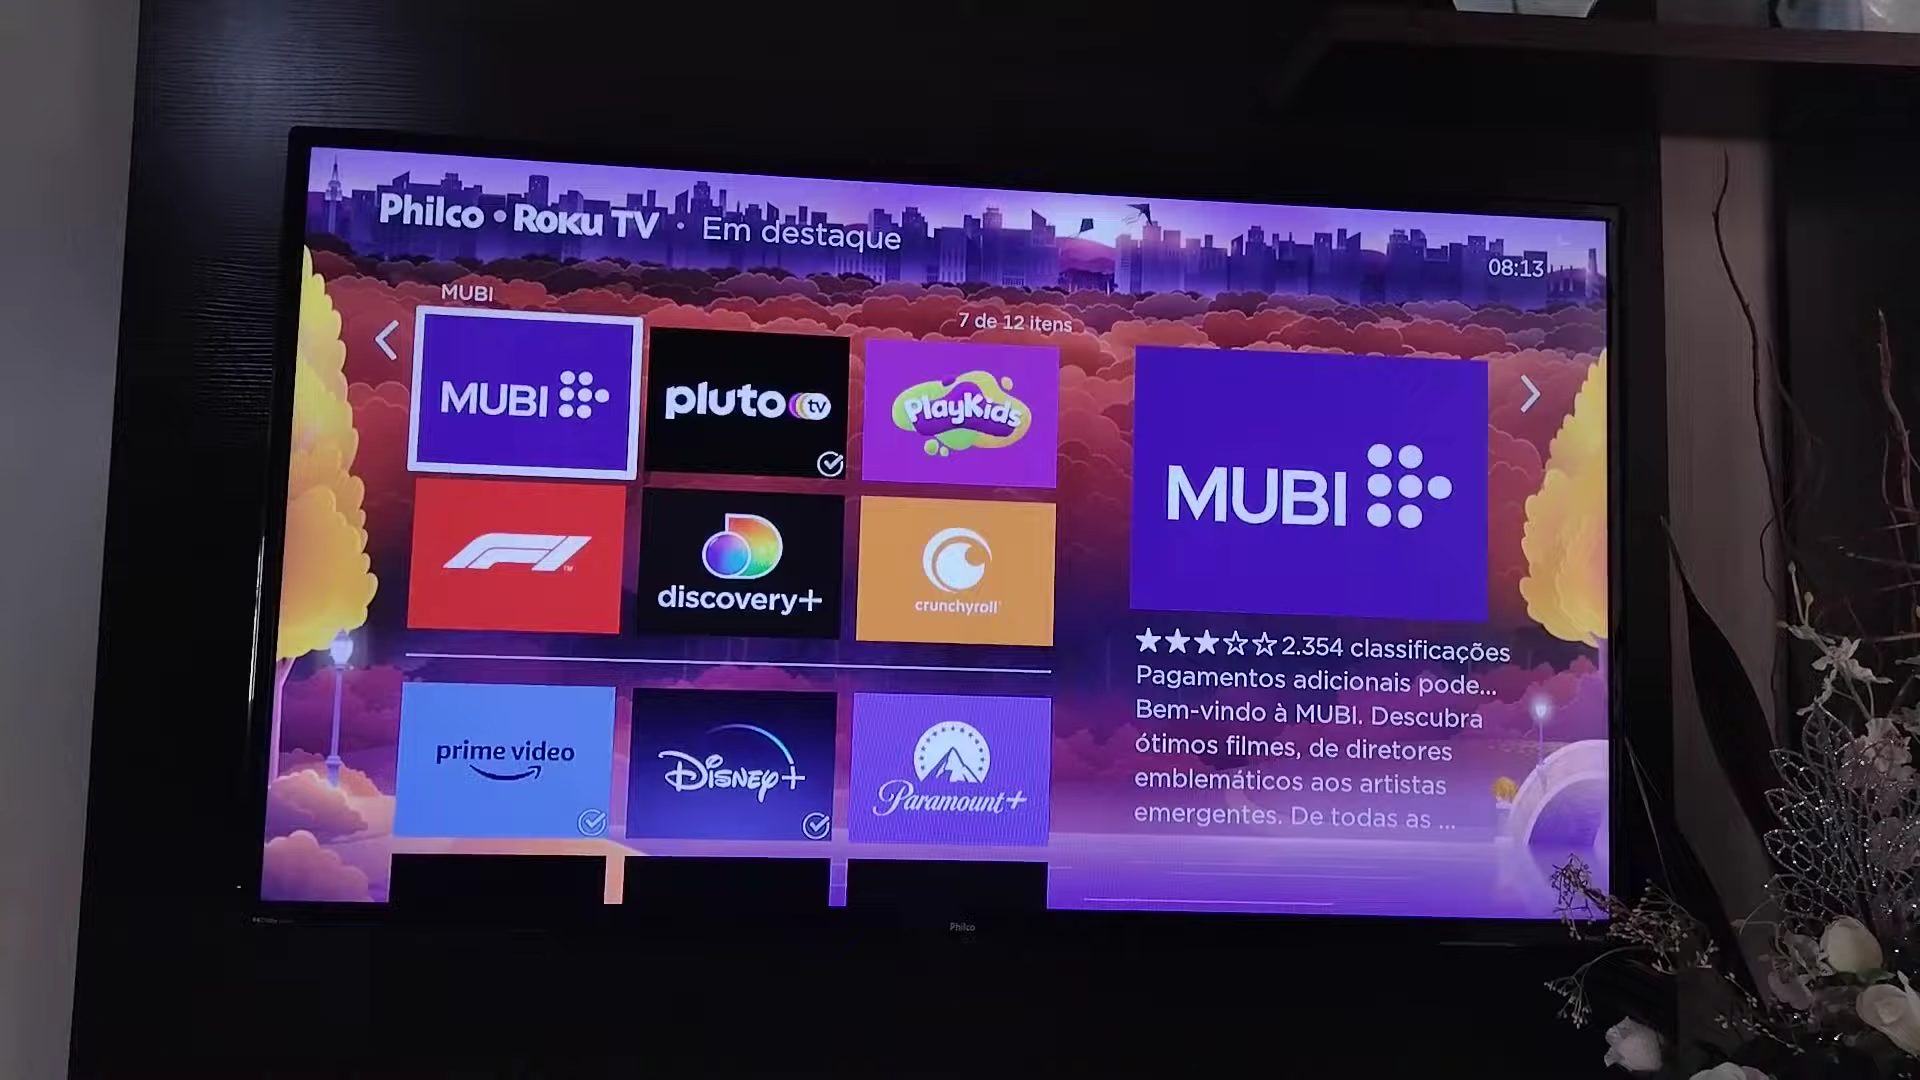 Philco • Roku TV • Em destaque
08:13
MUBI
7 de 12 itens
MUBI
pluto tv
PlayKids
MUBI
F1
discovery+
crunchyroll
2.354 classificações
Pagamentos adicionais pode...
Bem-vindo à MUBI. Descubra
ótimos filmes, de diretores
emblemáticos aos artistas
emergentes. De todas as ...
prime video
Disney+
Paramount+
Philco